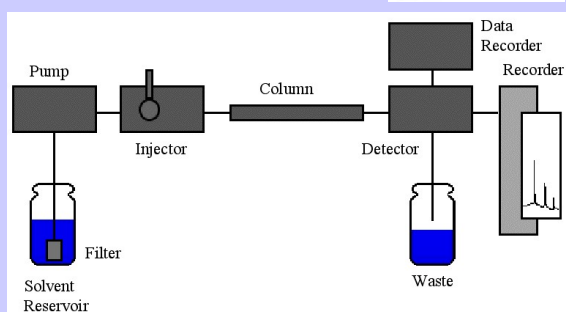 Data
Recorder
Pump
Recorder
Column
Injector
Detector
Filter
Waste
Solvent
Reservoir